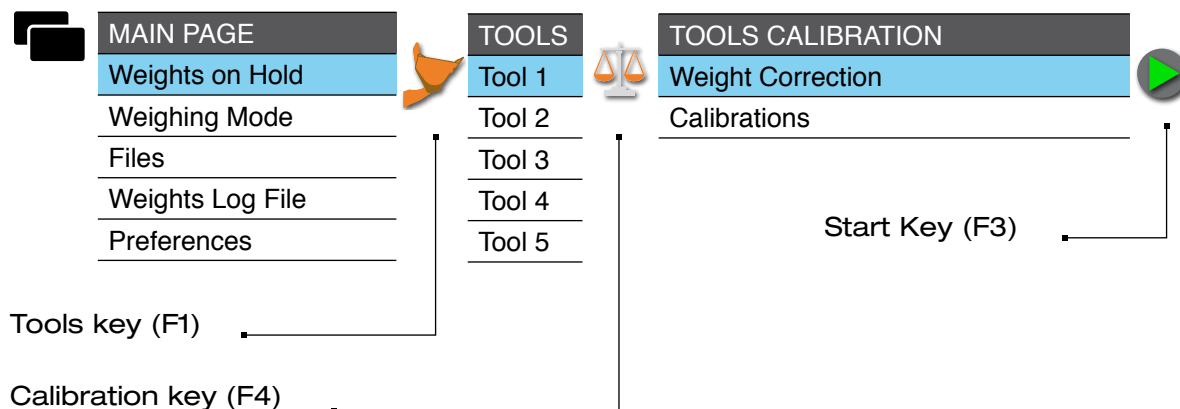 MAIN PAGE
Weights on Hold
Weighing Mode
Files
Weights Log File
Preferences
TOOLS
Tool 1
Tool 2
Tool 3
Tool 4
Tool 5
TOOLS CALIBRATION
Weight Correction
Calibrations
Start Key (F3)
Tools key (F1)
Calibration key (F4)